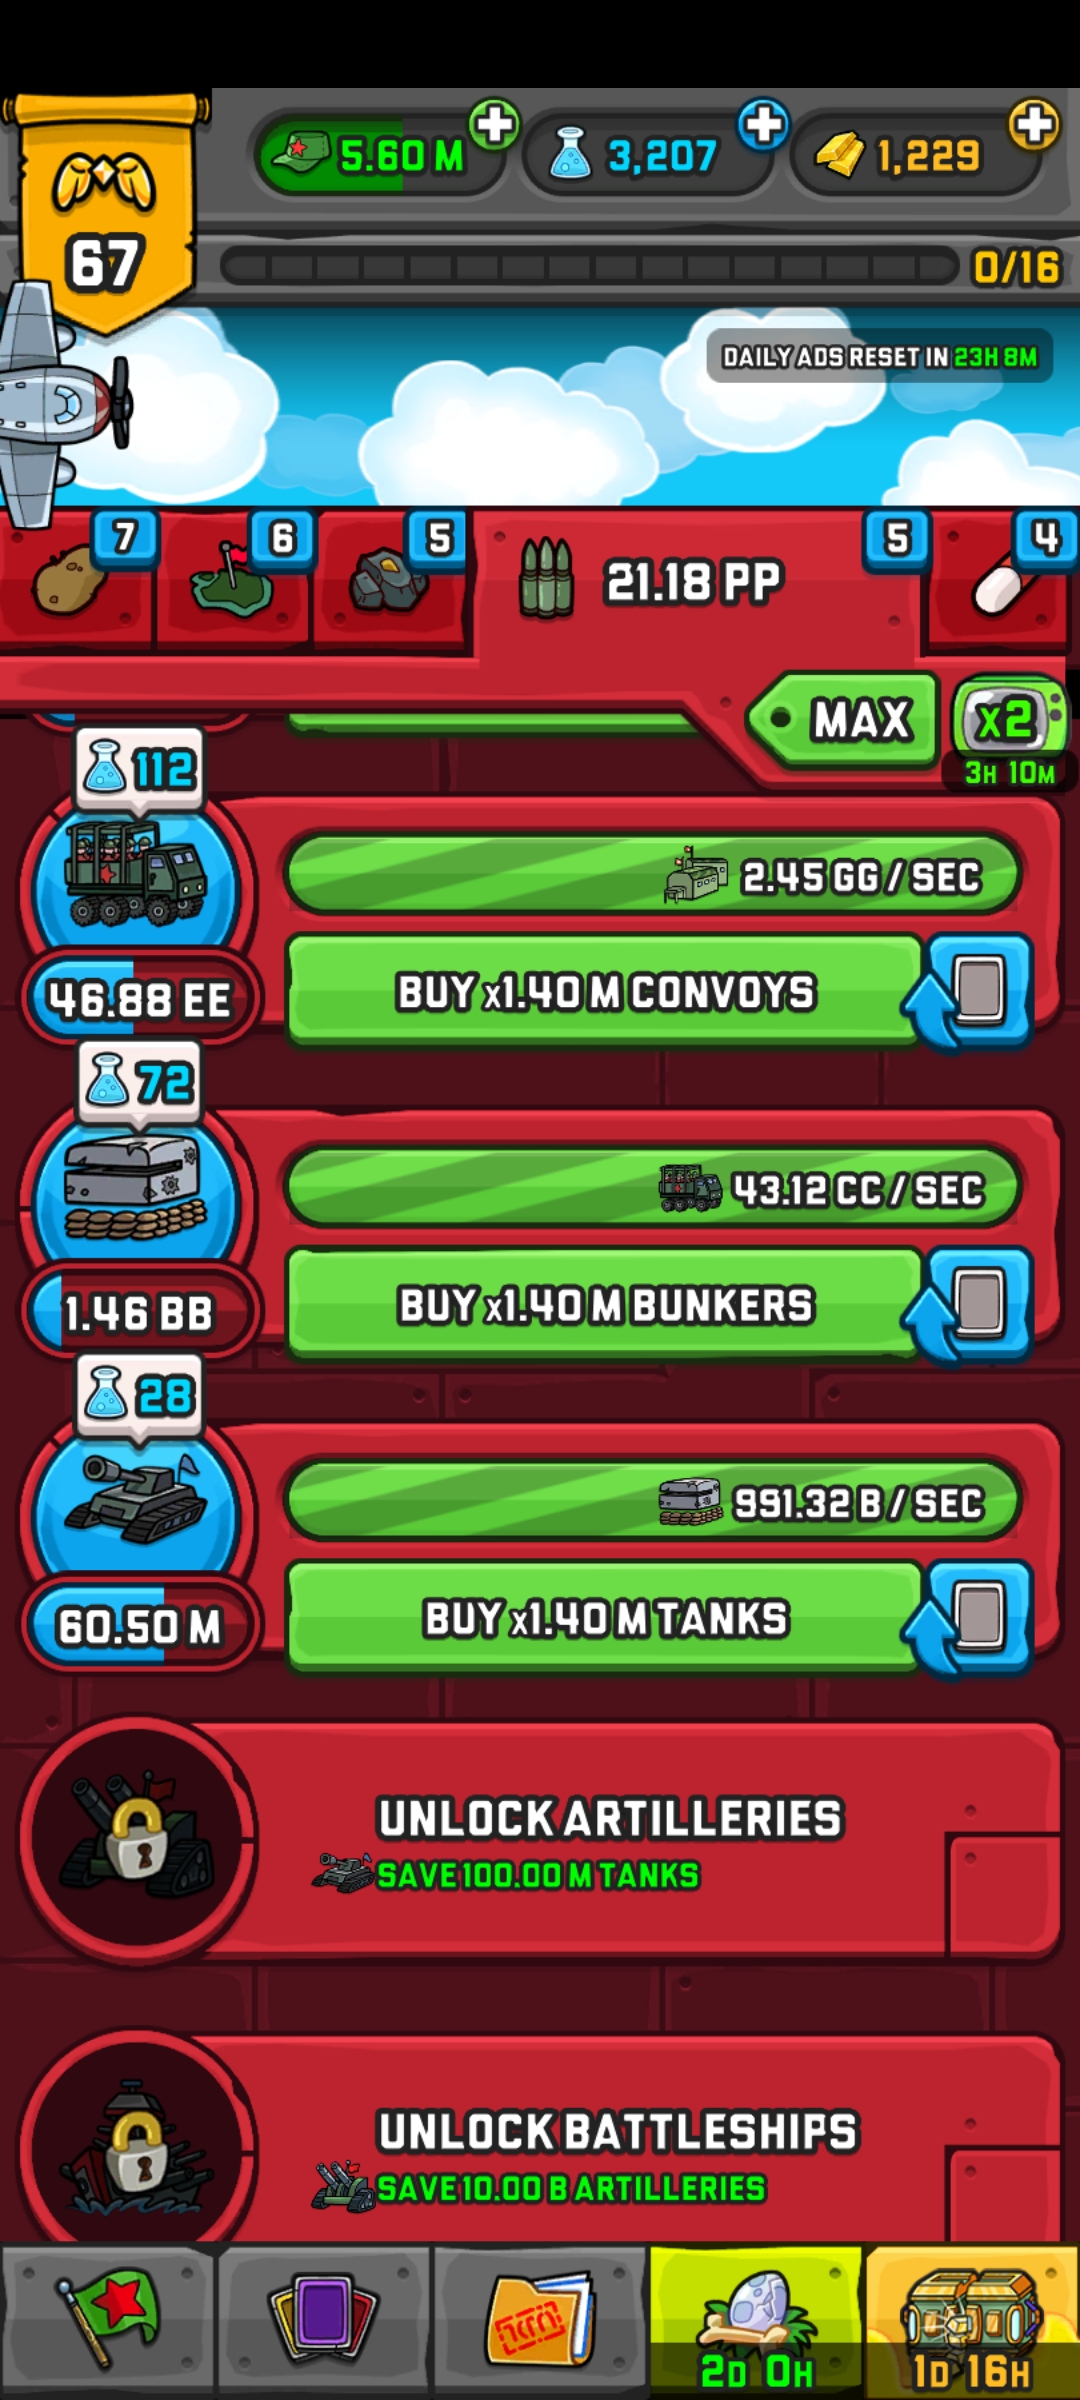 5.60 M
3,207
1,229
67
0/16
DAILY ADS RESET IN 23H 8M
7
6
5
21.18 PP
5
4
MAX
x2
3H 10M
112
2.45 GG / SEC
46.88 EE
BUY x1.40 M CONVOYS
72
43.12 CC / SEC
1.46 BB
BUY x1.40 M BUNKERS
28
991.32 B / SEC
60.50 M
BUY x1.40 M TANKS
UNLOCK ARTILLERIES
SAVE 100.00 M TANKS
UNLOCK BATTLESHIPS
SAVE 10.00 B ARTILLERIES
2D 0H
1D 16H